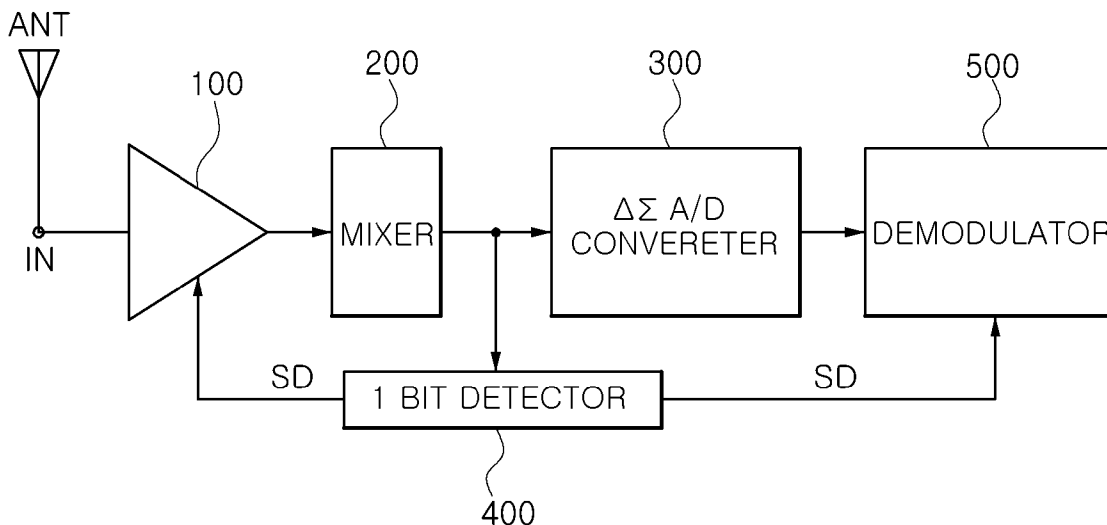 ANT
100
200
300
500
IN
MIXER
ΔΣ A/D
CONVERETER
DEMODULATOR
SD
1 BIT DETECTOR
SD
400